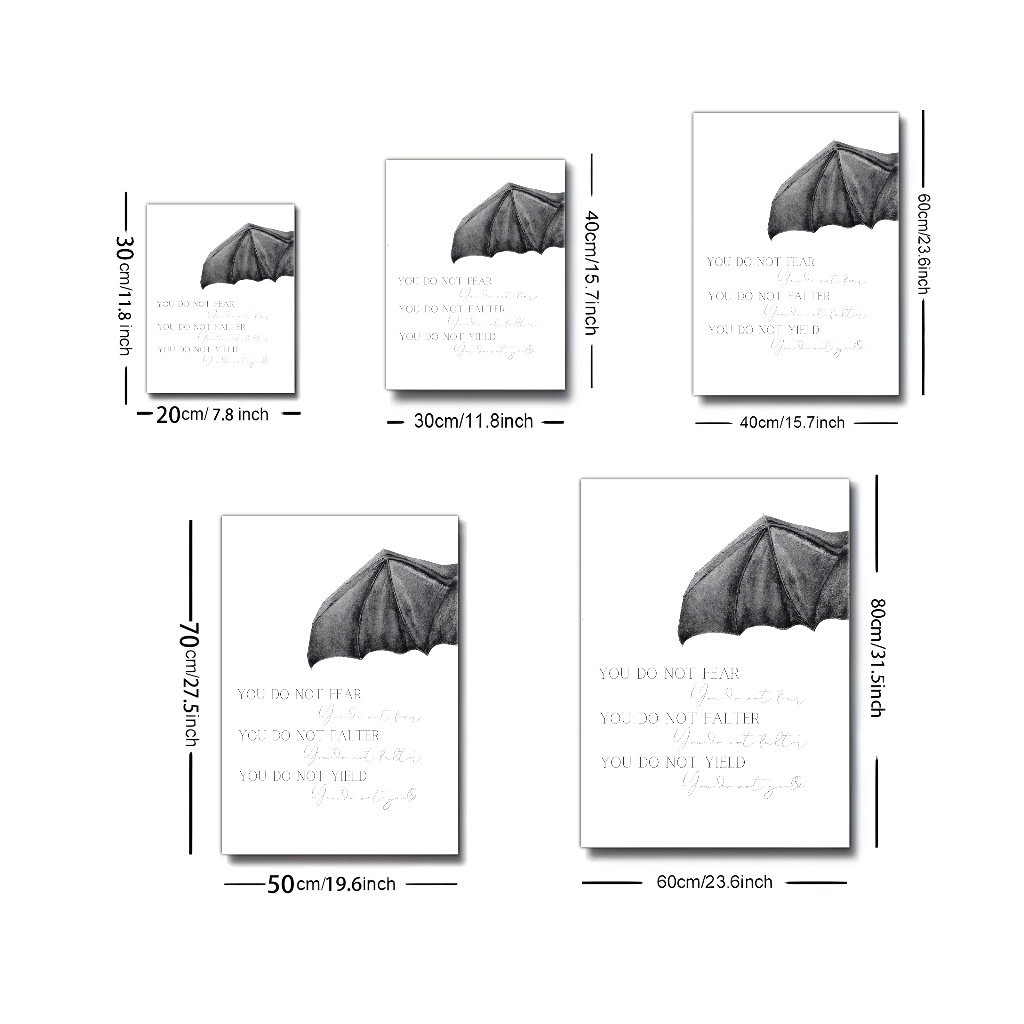 YOU DO NOT FEAR
You do not fear
YOU DO NOT FALTER
You do not falter
YOU DO NOT YIELD
You do not yield
30cm/11.8 inch
20cm/ 7.8 inch
YOU DO NOT FEAR
You do not fear
YOU DO NOT FALTER
You do not falter
YOU DO NOT YIELD
You do not yield
40cm/15.7inch
30cm/11.8inch
YOU DO NOT FEAR
You do not fear
YOU DO NOT FALTER
You do not falter
YOU DO NOT YIELD
You do not yield
60cm/23.6inch
40cm/15.7inch
YOU DO NOT FEAR
You do not fear
YOU DO NOT FALTER
You do not falter
YOU DO NOT YIELD
You do not yield
70cm/27.5inch
50cm/19.6inch
YOU DO NOT FEAR
You do not fear
YOU DO NOT FALTER
You do not falter
YOU DO NOT YIELD
You do not yield
80cm/31.5inch
60cm/23.6inch